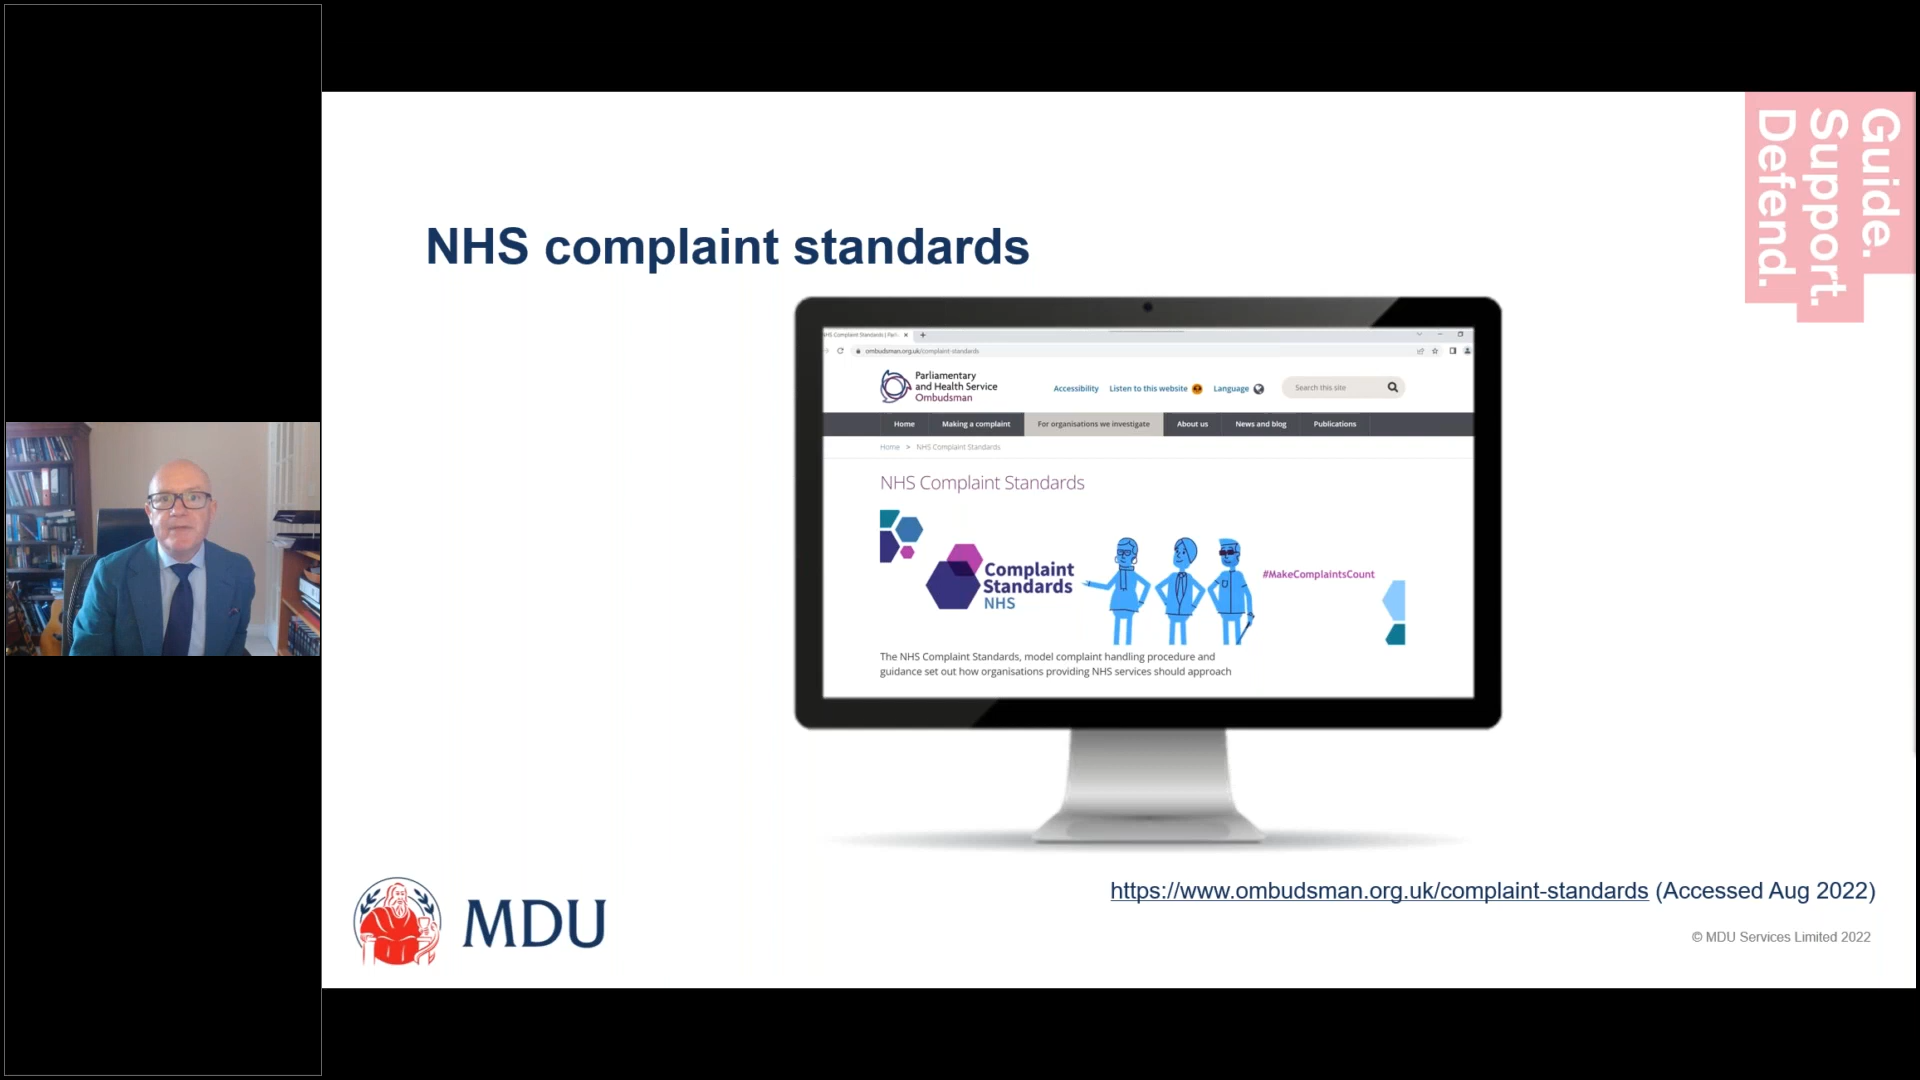 Guide.
Support.
Defend.
NHS complaint standards
NHS Complaint Standards | Parl
ombudsman.org.uk/complaint-standards
Parliamentary
and Health Service
Ombudsman
Accessibility Listen to this website Language Search this site
Home Making a complaint For organisations we investigate About us News and blog Publications
Home > NHS Complaint Standards
NHS Complaint Standards
Complaint
Standards
NHS
#MakeComplaintsCount
The NHS Complaint Standards, model complaint handling procedure and
guidance set out how organisations providing NHS services should approach
MDU
https://www.ombudsman.org.uk/complaint-standards (Accessed Aug 2022)
© MDU Services Limited 2022